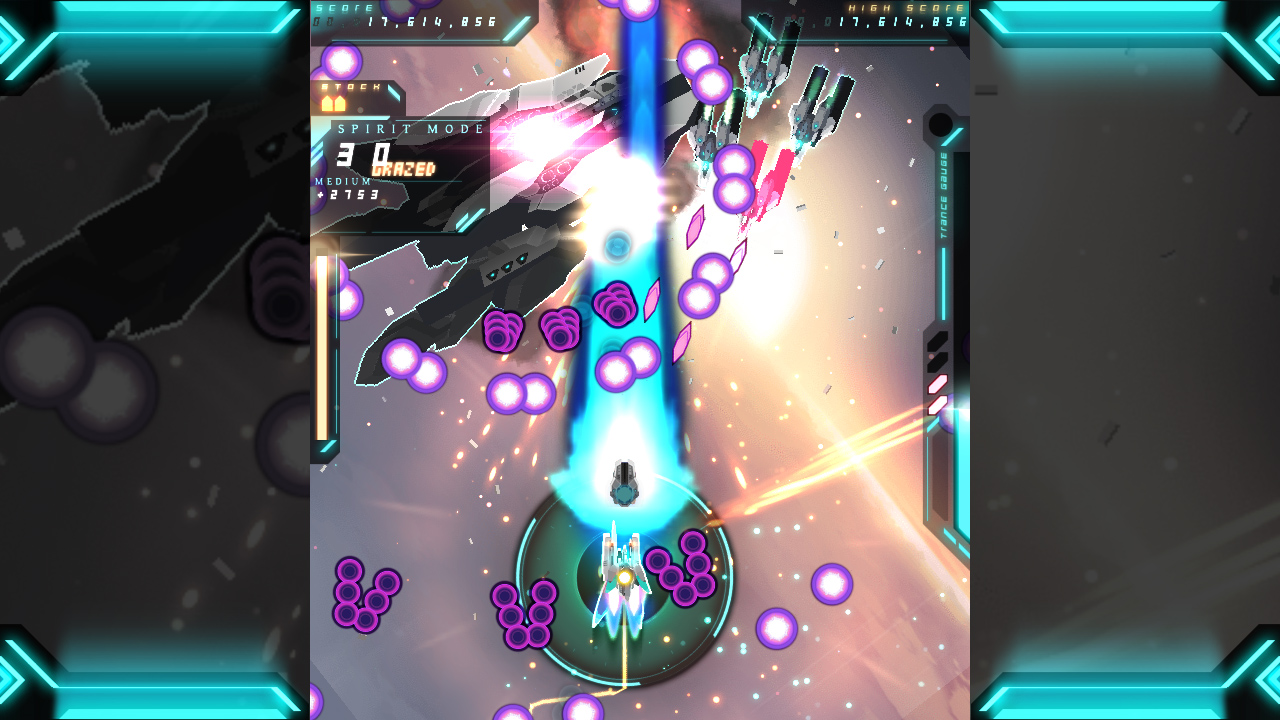 SCORE
17,614,856
HIGH SCORE
17,614,856
STOCK
SPIRIT MODE
30
GRAZED
MEDIUM
+2753
TRANCE GAUGE